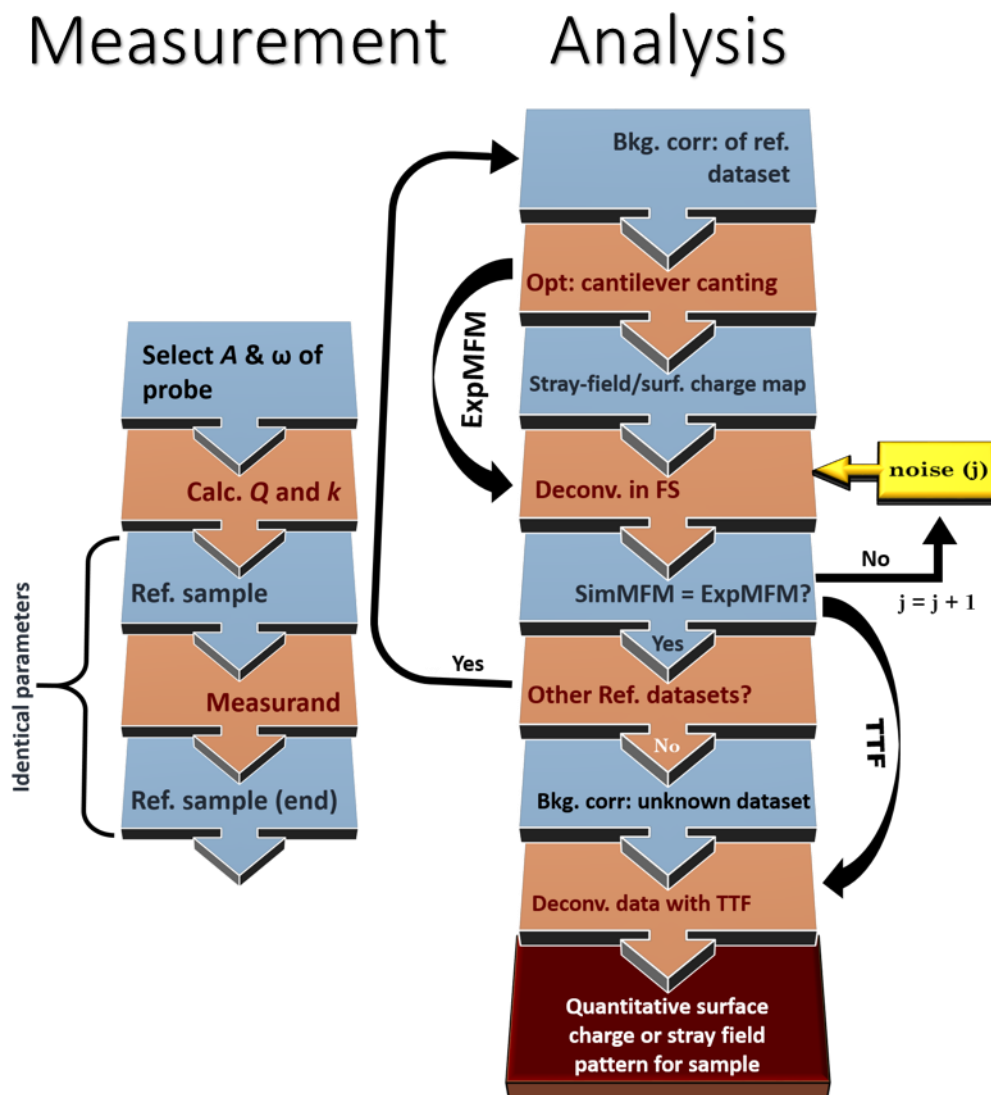 Measurement
Analysis
Select A & ω of
probe
Calc. Q and k
Ref. sample
Measurand
Ref. sample (end)
Identical parameters
Bkg. corr: of ref.
dataset
Opt: cantilever canting
ExpMFM
Stray-field/surf. charge map
Deconv. in FS
noise (j)
SimMFM = ExpMFM?
No
j = j + 1
Yes
Yes
Other Ref. datasets?
No
TTF
Bkg. corr: unknown dataset
Deconv. data with TTF
Quantitative surface
charge or stray field
pattern for sample